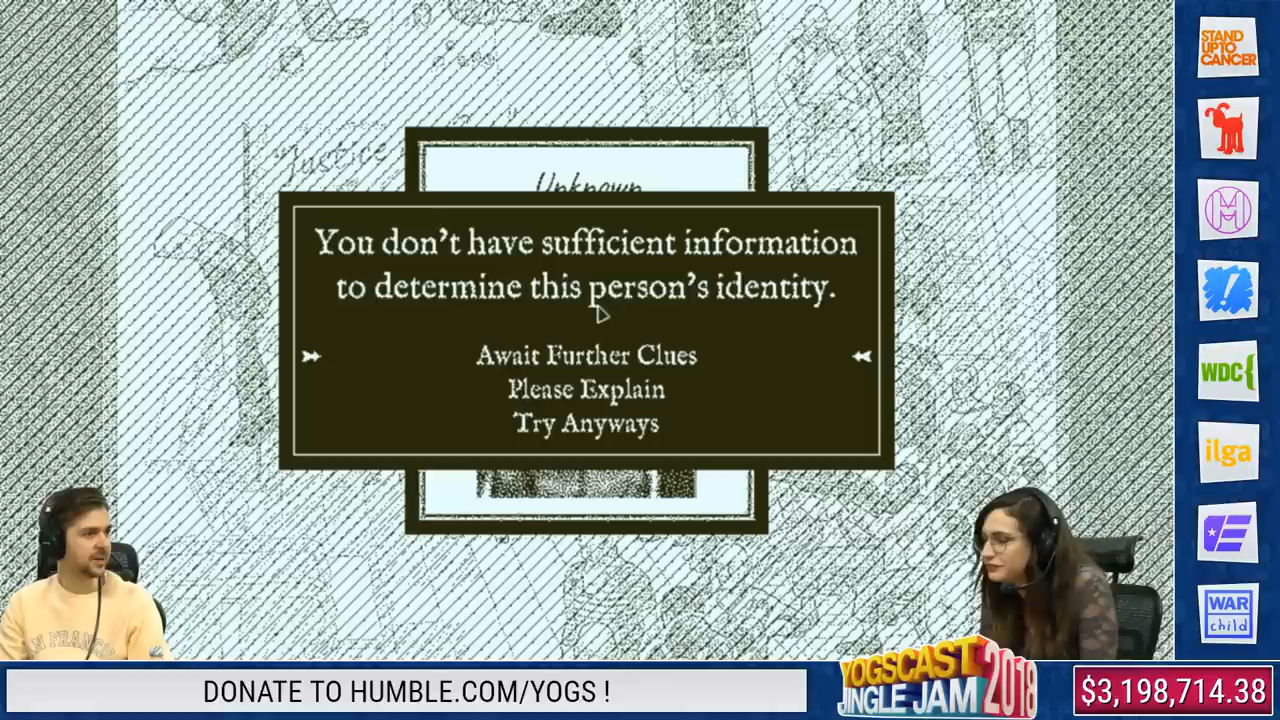 Justice
Unknown
You don't have sufficient information
to determine this person's identity.
Await Further Clues
Please Explain
Try Anyways
STAND
UP TO
CANCER
WDC
ilga
WAR
child
DONATE TO HUMBLE.COM/YOGS !
YOGSCAST
JINGLE JAM 2018
$3,198,714.38